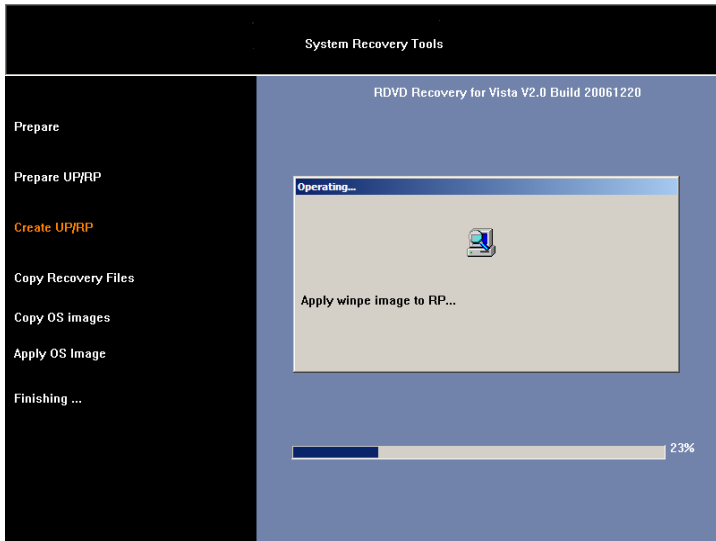 System Recovery Tools
RDVD Recovery for Vista V2.0 Build 20061220
Prepare
Prepare UP/RP
Create UP/RP
Copy Recovery Files
Copy OS images
Apply OS Image
Finishing ...
Operating...
Apply winpe image to RP...
23%